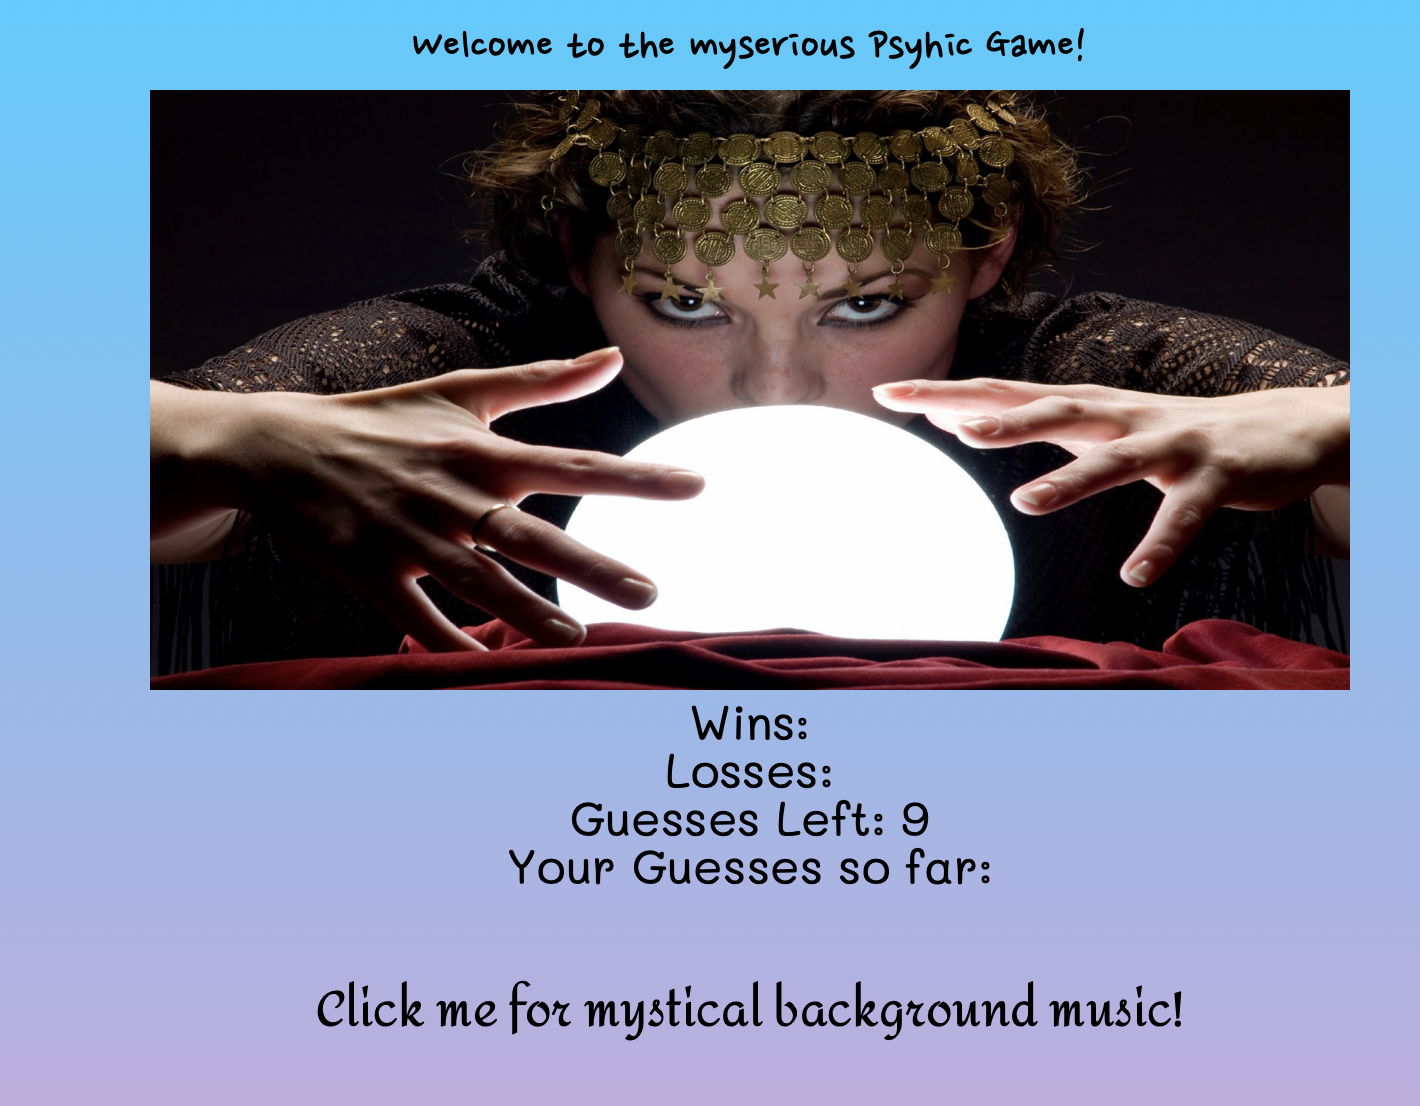 Welcome to the myserious Psyhic Game!
Wins:
Losses:
Guesses Left: 9
Your Guesses so far:
Click me for mystical background music!